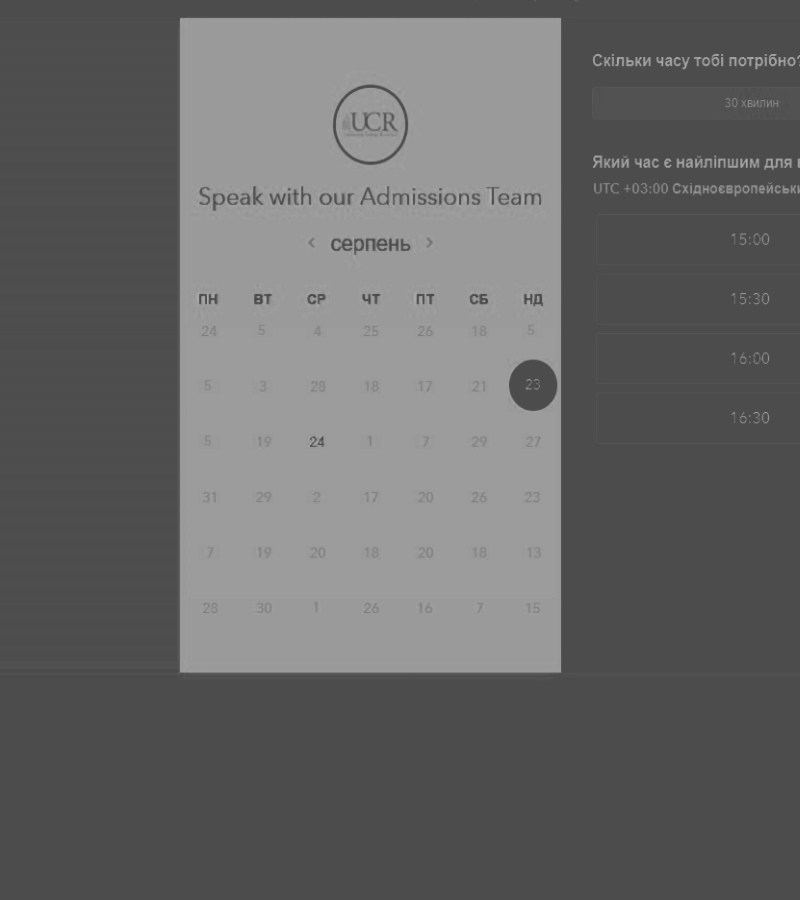 UCR
Speak with our Admissions Team
‹ серпень ›
ПН ВТ СР ЧТ ПТ СБ НД
24 5 4 25 26 18 5
5 3 28 18 17 21 23
5 19 24 1 7 29 27
31 29 2 17 20 26 23
7 19 20 18 20 18 13
28 30 1 26 16 7 15
Скільки часу тобі потрібно?
30 хвилин
Який час є найліпшим для
UTC +03:00 Східноєвропейськи
15:00
15:30
16:00
16:30